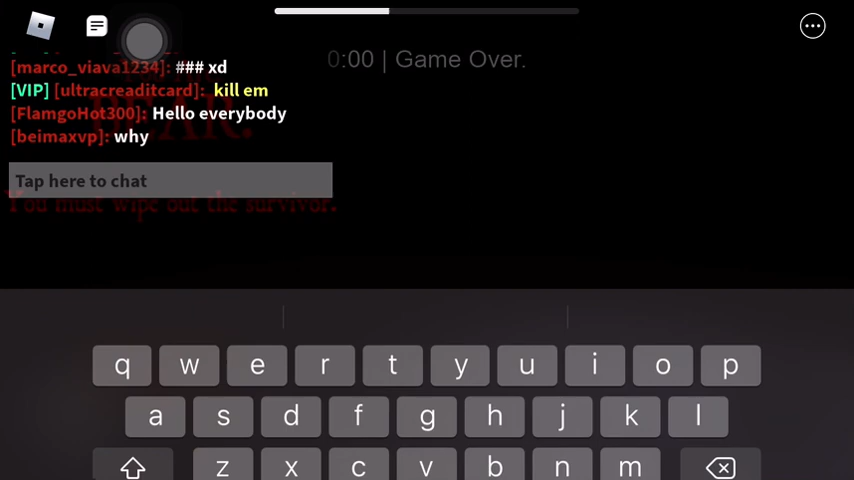 0:00 | Game Over.
[marco_viava1234]: ### xd
[VIP] [ultracreaditcard]: kill em
[FlamgoHot300]: Hello everybody
[beimaxvp]: why
BEAR.
Tap here to chat
You must wipe out the survivor.
q w e r t y u i o p
a s d f g h j k l
z x c v b n m